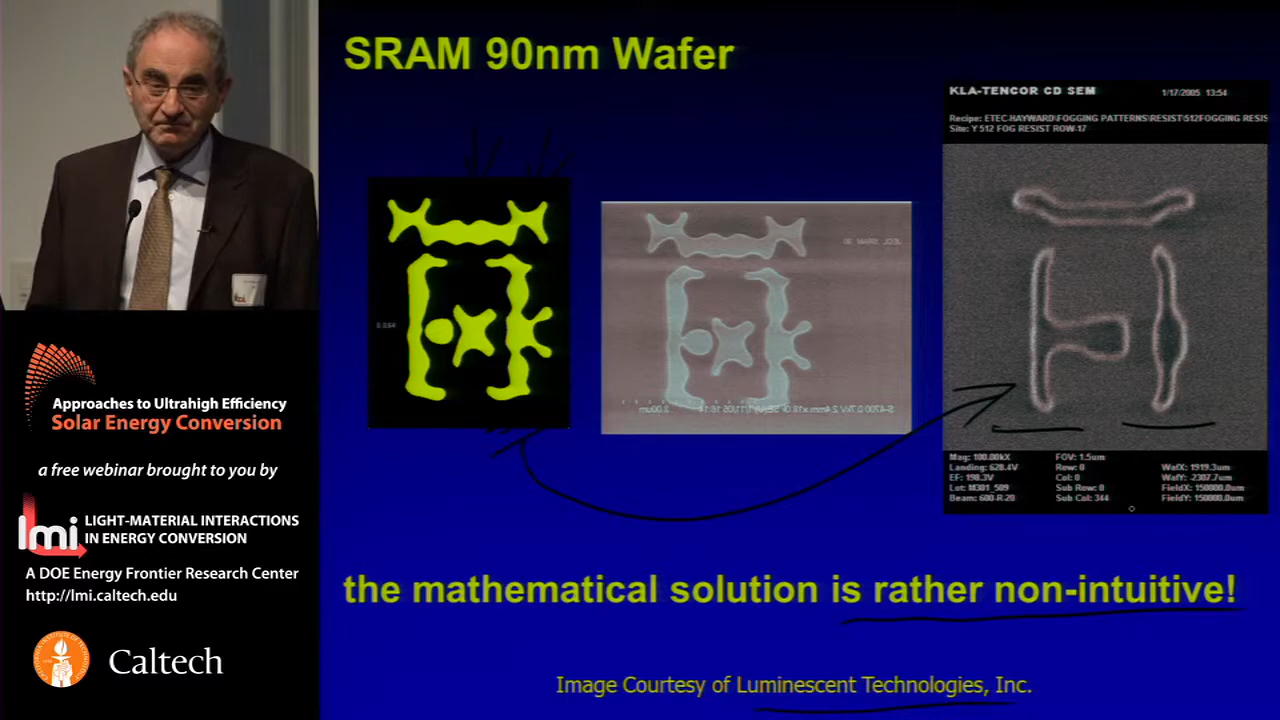 SRAM 90nm Wafer
KLA-TENCOR CD SEM
1/17/2005 13:54
Recipe: ETEC-HAYWARD\FOGGING PATTERNS\RESIST\512FOGGING RESIS
Site: Y 512 FOG RESIST ROW-17
Mag: 100.00kX
FOV: 1.5um
Landing: 628.4V
Row: 0
WafX: 1919.3um
EF: 198.3V
Col: 0
WafY: -2307.7um
Lot: M301_509
Sub Row: 0
FieldX: 150000.0um
Beam: 600-R-20
Sub Col: 344
FieldY: 150000.0um
the mathematical solution is rather non-intuitive!
Image Courtesy of Luminescent Technologies, Inc.
Approaches to Ultrahigh Efficiency
Solar Energy Conversion
a free webinar brought to you by
lmi LIGHT-MATERIAL INTERACTIONS
IN ENERGY CONVERSION
A DOE Energy Frontier Research Center
http://lmi.caltech.edu
Caltech